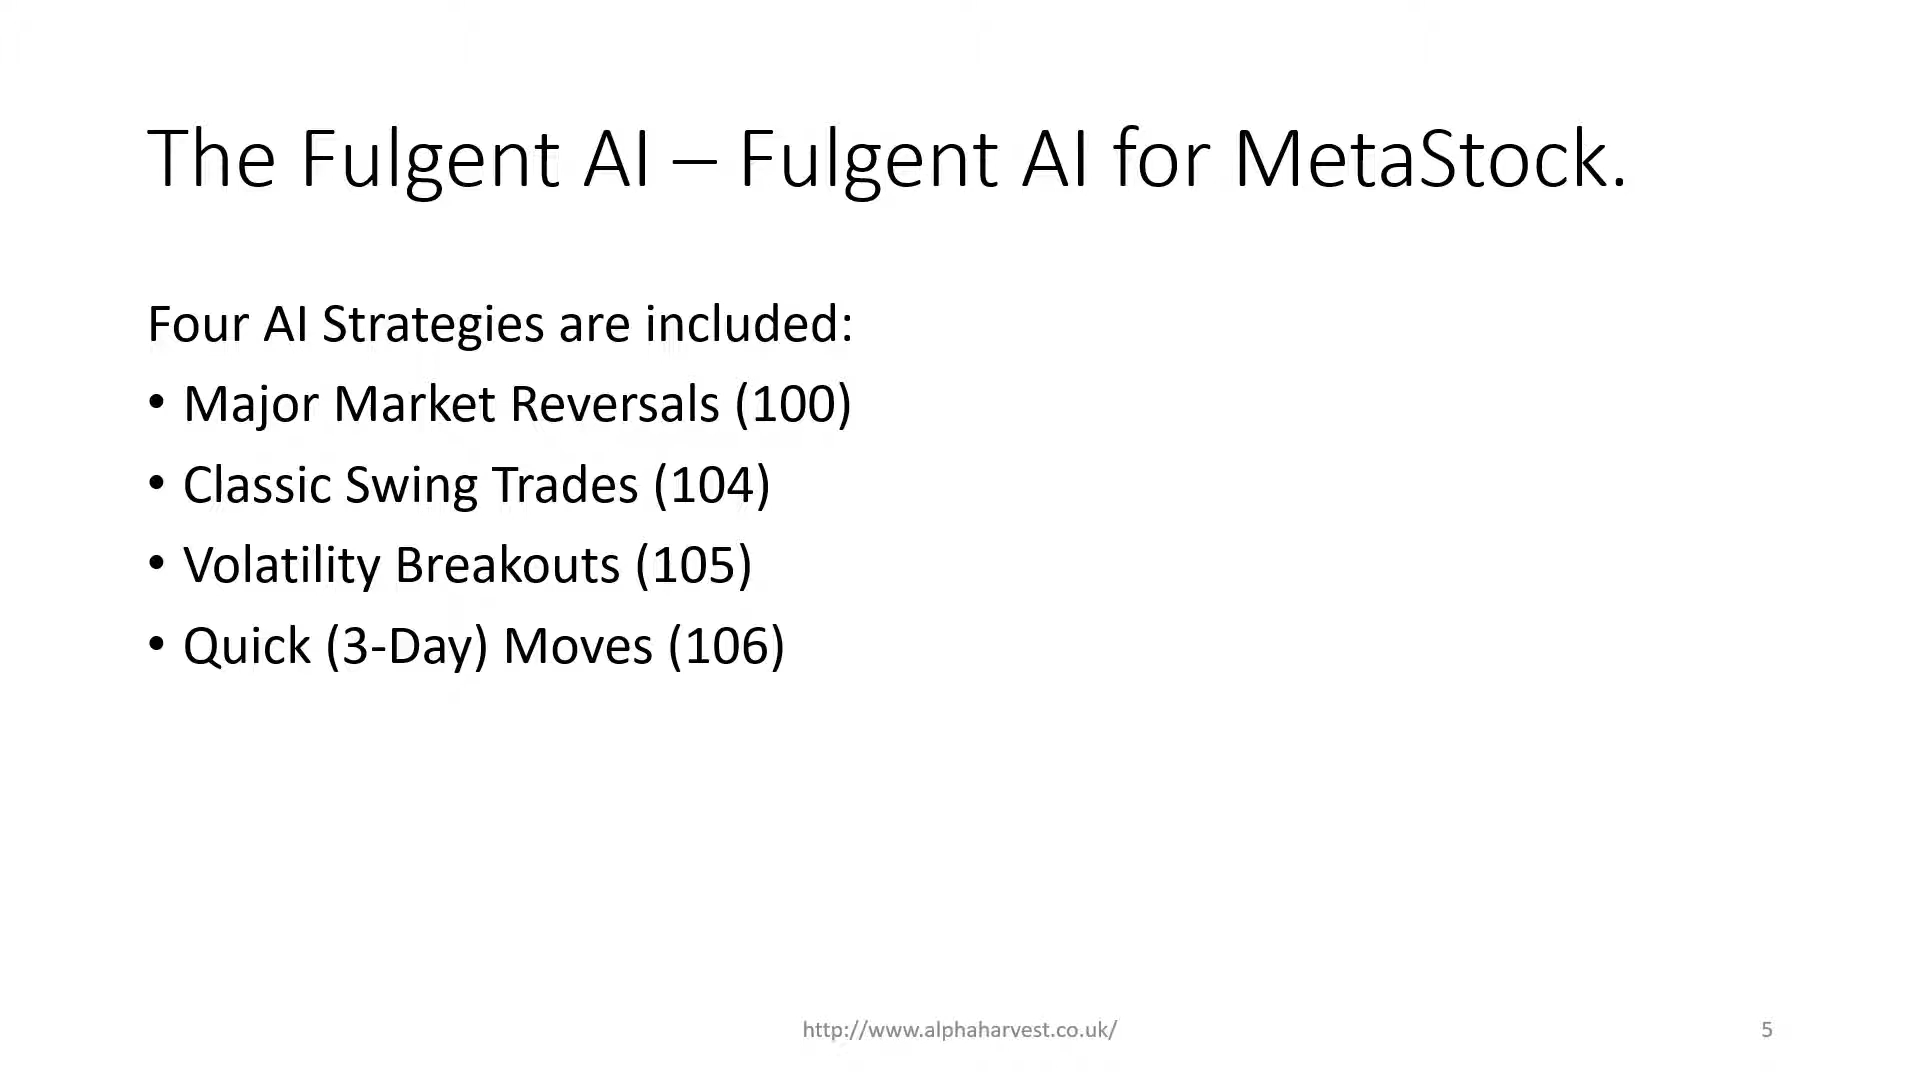 The Fulgent AI – Fulgent AI for MetaStock.
Four AI Strategies are included:
• Major Market Reversals (100)
• Classic Swing Trades (104)
• Volatility Breakouts (105)
• Quick (3-Day) Moves (106)
http://www.alphaharvest.co.uk/
5